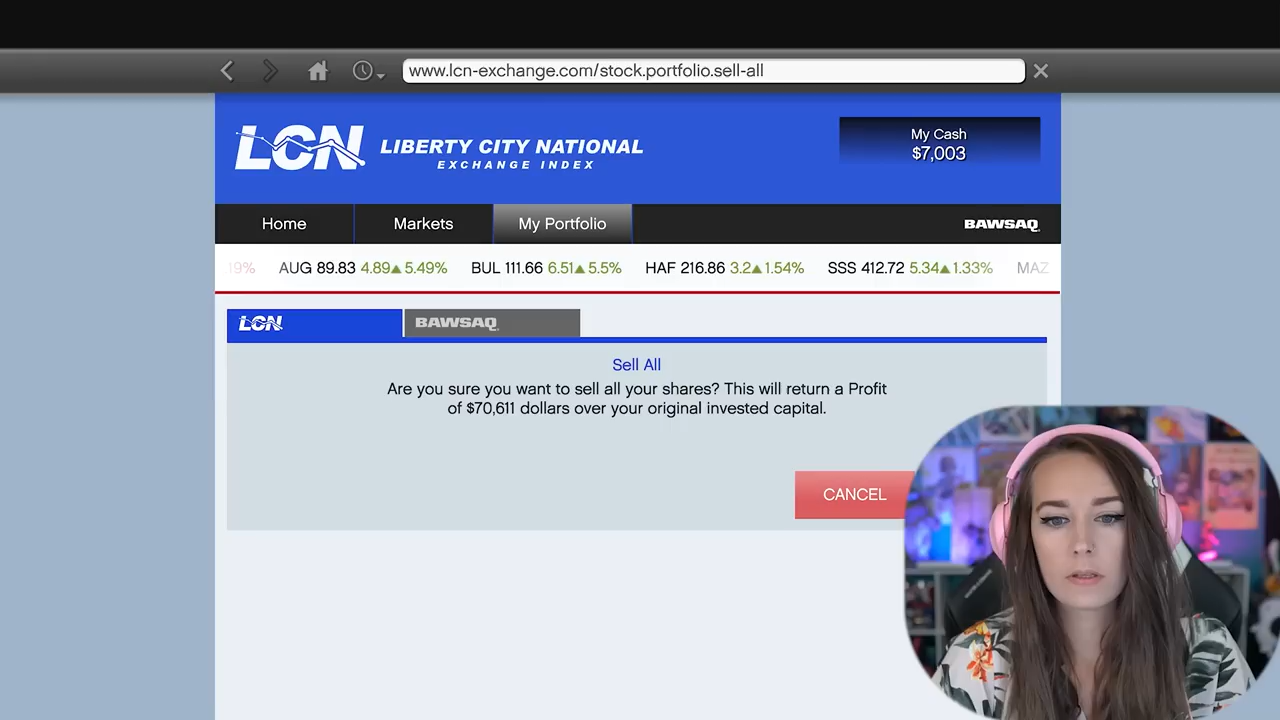 www.lcn-exchange.com/stock.portfolio.sell-all
LCN LIBERTY CITY NATIONAL
EXCHANGE INDEX
My Cash
$7,003
Home Markets My Portfolio BAWSAQ
19% AUG 89.83 4.89▲5.49% BUL 111.66 6.51▲5.5% HAF 216.86 3.2▲1.54% SSS 412.72 5.34▲1.33% MAZ
LCN BAWSAQ
Sell All
Are you sure you want to sell all your shares? This will return a Profit
of $70,611 dollars over your original invested capital.
CANCEL